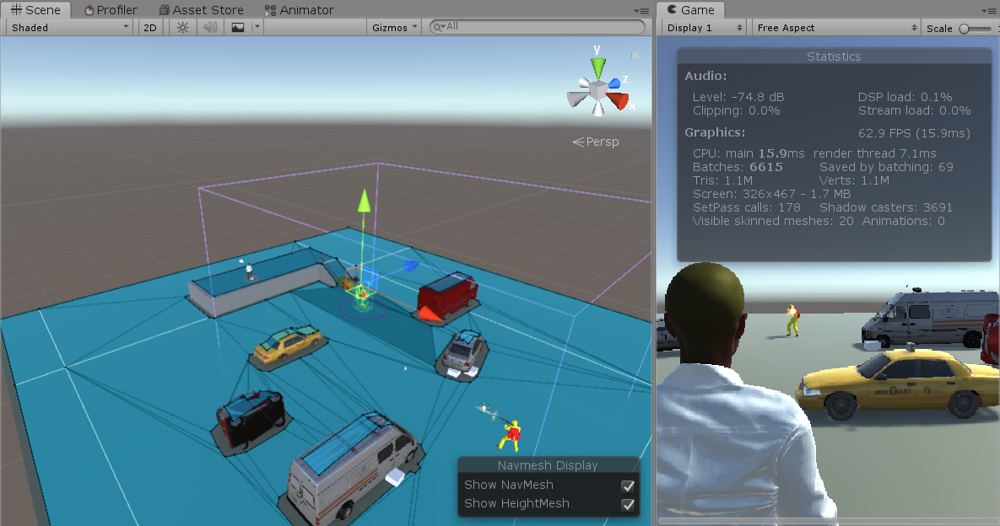 Scene
Profiler
Asset Store
Animator
Shaded
2D
Gizmos
All
y
z
x
Persp
Navmesh Display
Show NavMesh
Show HeightMesh
Game
Display 1
Free Aspect
Scale
Statistics
Audio:
Level: -74.8 dB DSP load: 0.1%
Clipping: 0.0% Stream load: 0.0%
Graphics: 62.9 FPS (15.9ms)
CPU: main 15.9ms render thread 7.1ms
Batches: 6615 Saved by batching: 69
Tris: 1.1M Verts: 1.1M
Screen: 326x467 - 1.7 MB
SetPass calls: 178 Shadow casters: 3691
Visible skinned meshes: 20 Animations: 0
TAXI